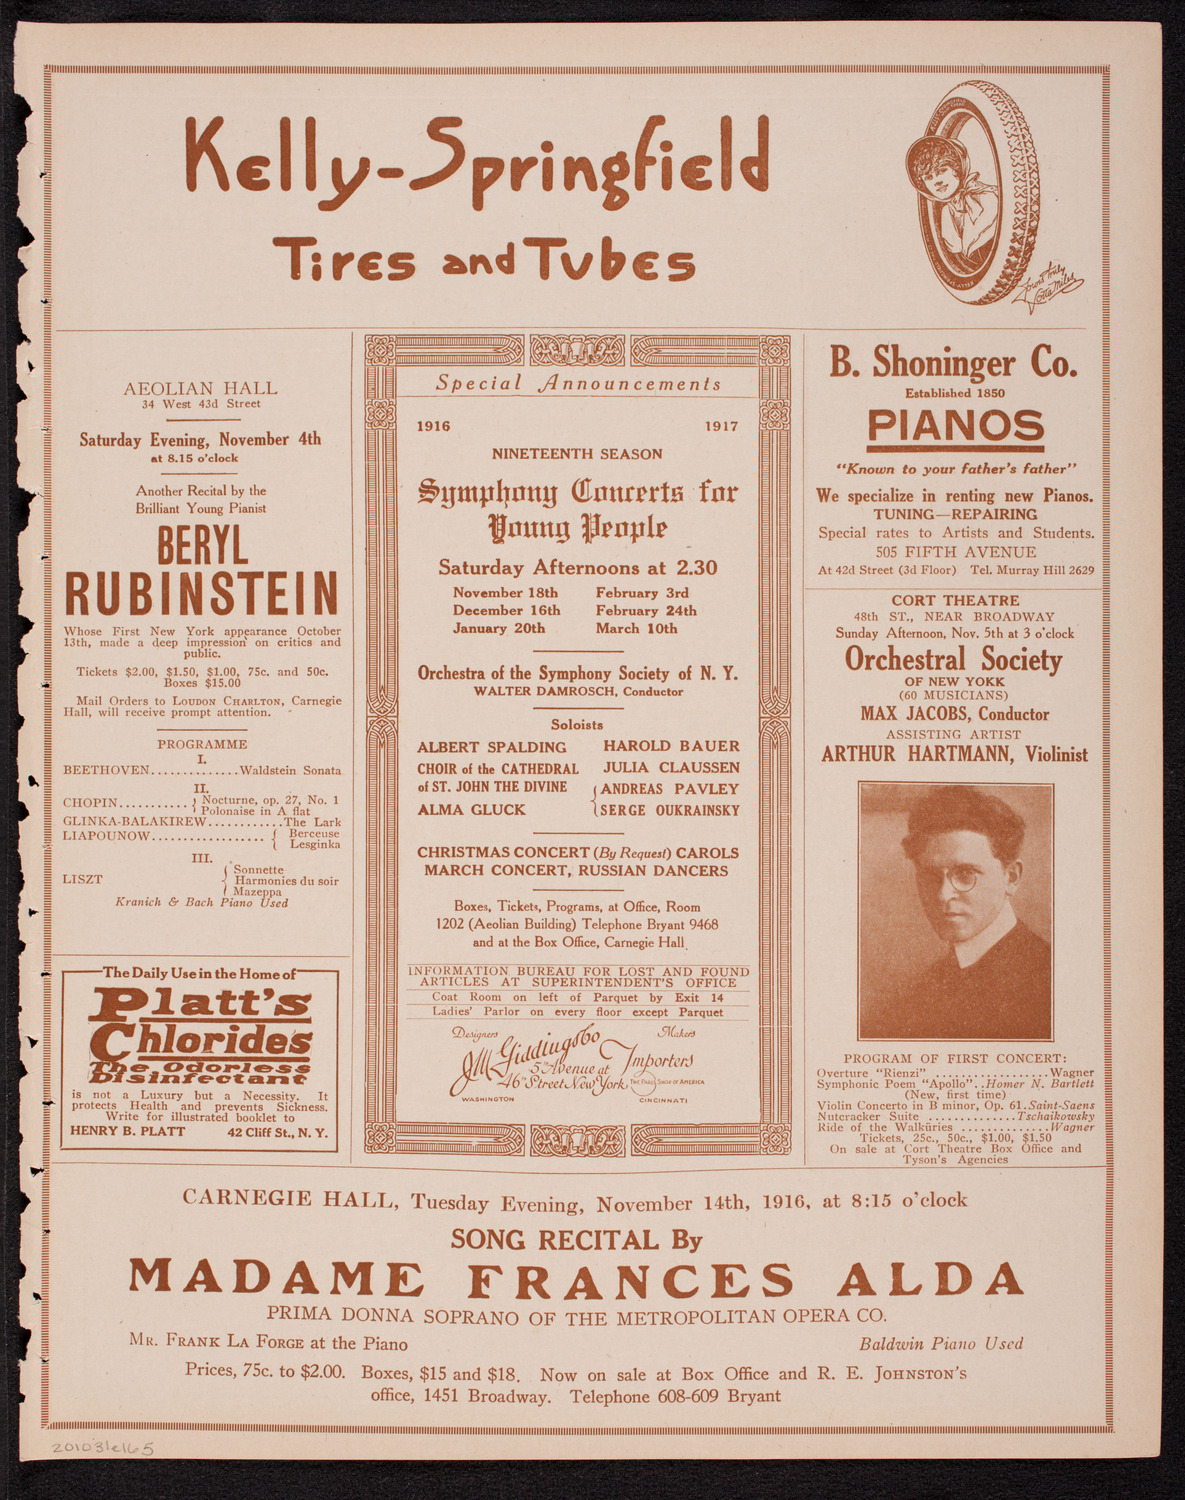 Kelly-Springfield
Tires and Tubes
Yours truly
Lotta Miles
AEOLIAN HALL
34 West 43d Street
Saturday Evening, November 4th
at 8.15 o'clock
Another Recital by the
Brilliant Young Pianist
BERYL
RUBINSTEIN
Whose First New York appearance October
13th, made a deep impression on critics and
public.
Tickets $2.00, $1.50, $1.00, 75c. and 50c.
Boxes $15.00
Mail Orders to LOUDON CHARLTON, Carnegie
Hall, will receive prompt attention.
PROGRAMME
I.
BEETHOVEN..............Waldstein Sonata
II.
CHOPIN........... { Nocturne, op. 27, No. 1
Polonaise in A flat
GLINKA-BALAKIREW............The Lark
LIAPOUNOW................. { Berceuse
Lesginka
III.
LISZT { Sonnette
Harmonies du soir
Mazeppa
Kranich & Bach Piano Used
The Daily Use in the Home of
Platt's
Chlorides
The Odorless
Disinfectant
is not a Luxury but a Necessity. It
protects Health and prevents Sickness.
Write for illustrated booklet to
HENRY B. PLATT 42 Cliff St., N. Y.
Special Announcements
1916 1917
NINETEENTH SEASON
Symphony Concerts for
Young People
Saturday Afternoons at 2.30
November 18th February 3rd
December 16th February 24th
January 20th March 10th
Orchestra of the Symphony Society of N. Y.
WALTER DAMROSCH, Conductor
Soloists
ALBERT SPALDING HAROLD BAUER
CHOIR of the CATHEDRAL JULIA CLAUSSEN
of ST. JOHN THE DIVINE { ANDREAS PAVLEY
ALMA GLUCK SERGE OUKRAINSKY
CHRISTMAS CONCERT (By Request) CAROLS
MARCH CONCERT, RUSSIAN DANCERS
Boxes, Tickets, Programs, at Office, Room
1202 (Aeolian Building) Telephone Bryant 9468
and at the Box Office, Carnegie Hall.
INFORMATION BUREAU FOR LOST AND FOUND
ARTICLES AT SUPERINTENDENT'S OFFICE
Coat Room on left of Parquet by Exit 14
Ladies' Parlor on every floor except Parquet
Designers Makers
J.M. Giddings & Co
Importers
5th Avenue at
46th Street New York THE PARIS SHOP OF AMERICA
WASHINGTON CINCINNATI
B. Shoninger Co.
Established 1850
PIANOS
"Known to your father's father"
We specialize in renting new Pianos.
TUNING—REPAIRING
Special rates to Artists and Students.
505 FIFTH AVENUE
At 42d Street (3d Floor) Tel. Murray Hill 2629
CORT THEATRE
48th ST., NEAR BROADWAY
Sunday Afternoon, Nov. 5th at 3 o'clock
Orchestral Society
OF NEW YOKK
(60 MUSICIANS)
MAX JACOBS, Conductor
ASSISTING ARTIST
ARTHUR HARTMANN, Violinist
PROGRAM OF FIRST CONCERT:
Overture "Rienzi" .................Wagner
Symphonic Poem "Apollo"..Homer N. Bartlett
(New, first time)
Violin Concerto in B minor, Op. 61.Saint-Saens
Nutcracker Suite .............Tschaikowsky
Ride of the Walküries .............Wagner
Tickets, 25c., 50c., $1.00, $1.50
On sale at Cort Theatre Box Office and
Tyson's Agencies
CARNEGIE HALL, Tuesday Evening, November 14th, 1916, at 8:15 o'clock
SONG RECITAL By
MADAME FRANCES ALDA
PRIMA DONNA SOPRANO OF THE METROPOLITAN OPERA CO.
MR. FRANK LA FORGE at the Piano Baldwin Piano Used
Prices, 75c. to $2.00. Boxes, $15 and $18. Now on sale at Box Office and R. E. JOHNSTON'S
office, 1451 Broadway. Telephone 608-609 Bryant